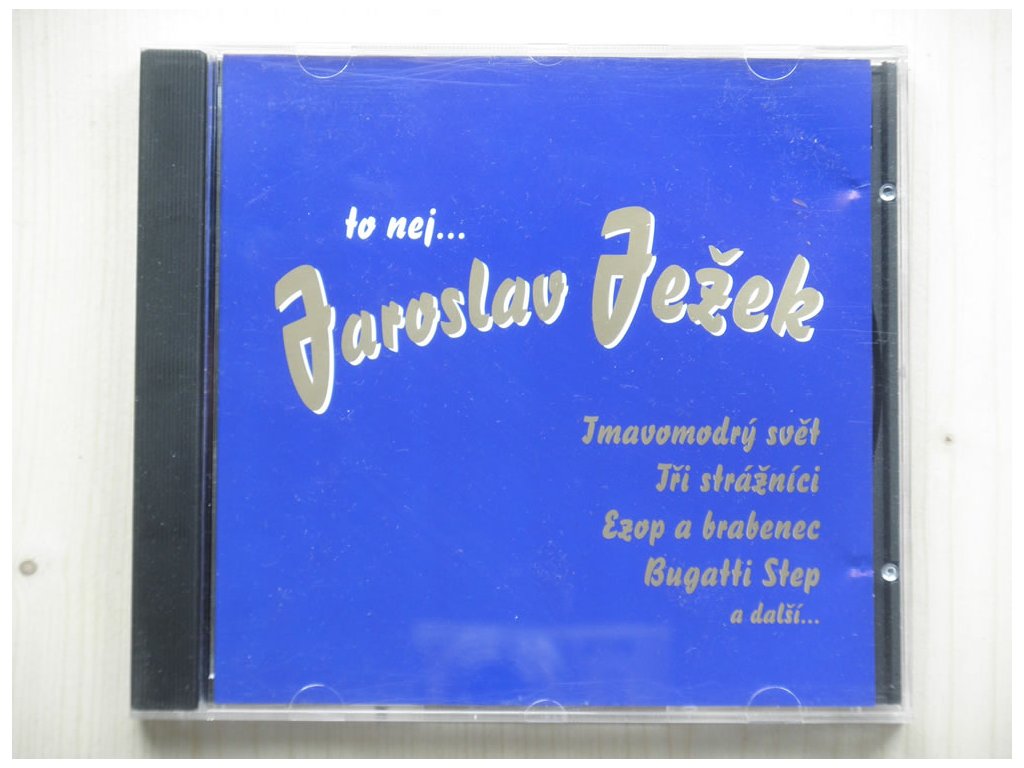 to nej...
Jaroslav Ježek
Tmavomodrý svět
Tři strážníci
Ezop a brabenec
Bugatti Step
a další...